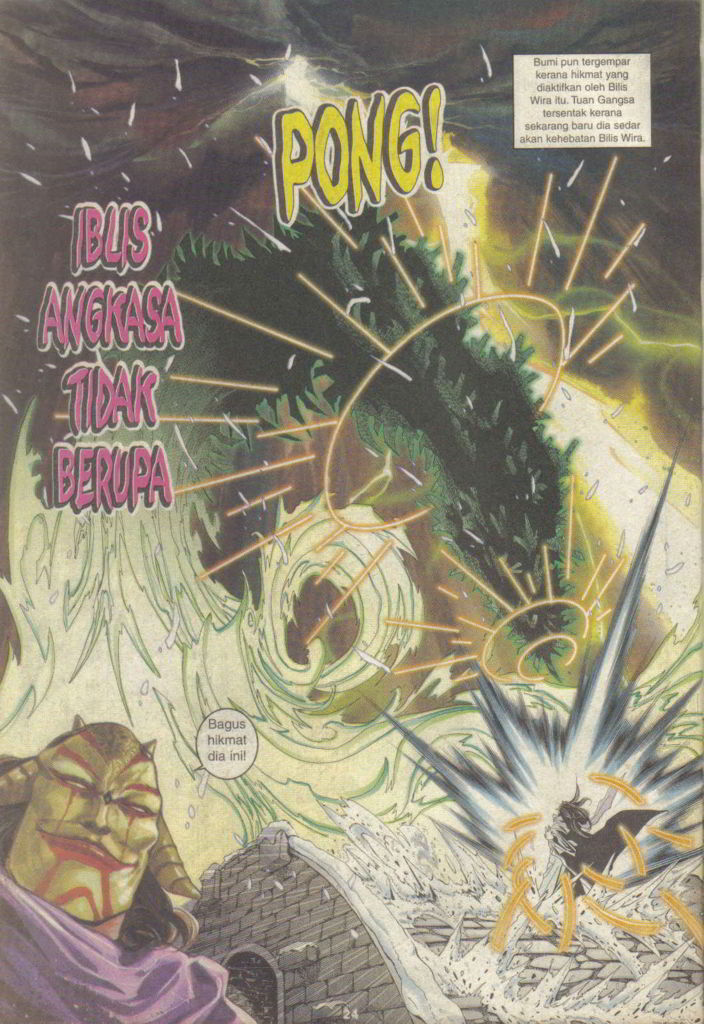 Bumi pun tergempar
kerana hikmat yang
diaktifkan oleh Bilis
Wira itu. Tuan Gangsa
tersentak kerana
sekarang baru dia sedar
akan kehebatan Bilis Wira.
PONG!
IBLIS
ANGKASA
TIDAK
BERUPA
Bagus
hikmat
dia ini!
24